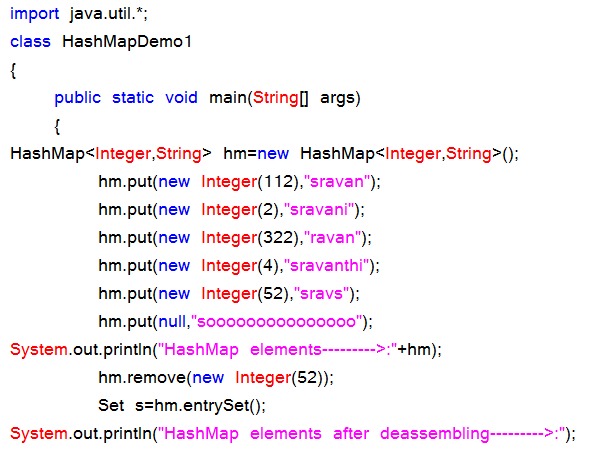 import java.util.*;
class HashMapDemo1
{
public static void main(String[] args)
{
HashMap<Integer,String> hm=new HashMap<Integer,String>();
hm.put(new Integer(112),"sravan");
hm.put(new Integer(2),"sravani");
hm.put(new Integer(322),"ravan");
hm.put(new Integer(4),"sravanthi");
hm.put(new Integer(52),"sravs");
hm.put(null,"soooooooooooooooo");
System.out.println("HashMap elements--------->:"+hm);
hm.remove(new Integer(52));
Set s=hm.entrySet();
System.out.println("HashMap elements after deassembling--------->:");